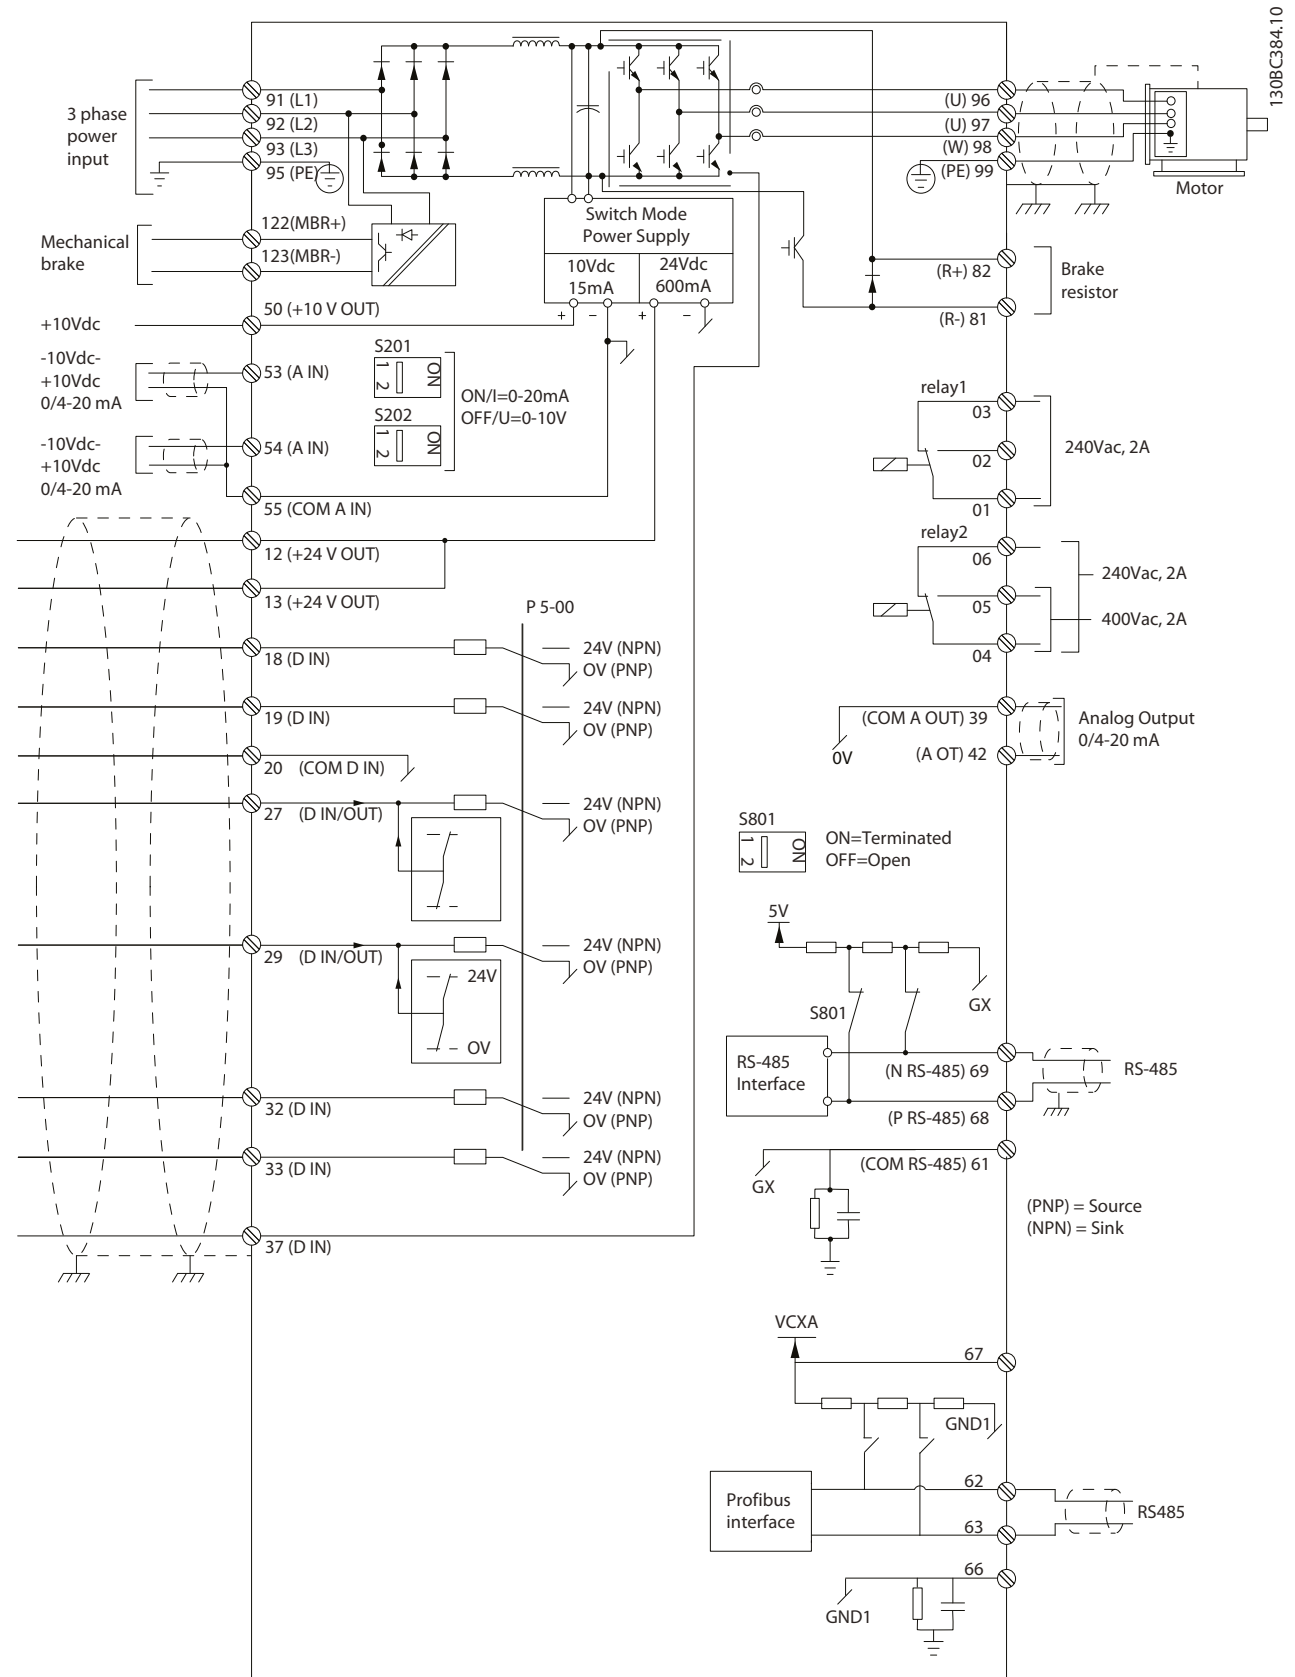 130BC384.10
3 phase
power
input
91 (L1)
92 (L2)
93 (L3)
95 (PE)
(U) 96
(U) 97
(W) 98
(PE) 99
Motor
Mechanical
brake
122(MBR+)
123(MBR-)
Switch Mode
Power Supply
10Vdc
15mA
24Vdc
600mA
+ - + -
(R+) 82
(R-) 81
Brake
resistor
+10Vdc
50 (+10 V OUT)
-10Vdc-
+10Vdc
0/4-20 mA
53 (A IN)
S201
1 2 ON
S202
1 2 ON
ON/I=0-20mA
OFF/U=0-10V
-10Vdc-
+10Vdc
0/4-20 mA
54 (A IN)
55 (COM A IN)
12 (+24 V OUT)
13 (+24 V OUT)
relay1
03
02
01
240Vac, 2A
relay2
06
05
04
240Vac, 2A
400Vac, 2A
P 5-00
18 (D IN)
24V (NPN)
OV (PNP)
19 (D IN)
24V (NPN)
OV (PNP)
20 (COM D IN)
27 (D IN/OUT)
24V (NPN)
OV (PNP)
29 (D IN/OUT)
24V (NPN)
OV (PNP)
24V
OV
32 (D IN)
24V (NPN)
OV (PNP)
33 (D IN)
24V (NPN)
OV (PNP)
37 (D IN)
(COM A OUT) 39
0V
(A OT) 42
Analog Output
0/4-20 mA
S801
1 2 ON
ON=Terminated
OFF=Open
5V
GX
S801
RS-485
Interface
(N RS-485) 69
(P RS-485) 68
RS-485
(COM RS-485) 61
GX
(PNP) = Source
(NPN) = Sink
VCXA
67
GND1
Profibus
interface
62
63
RS485
66
GND1